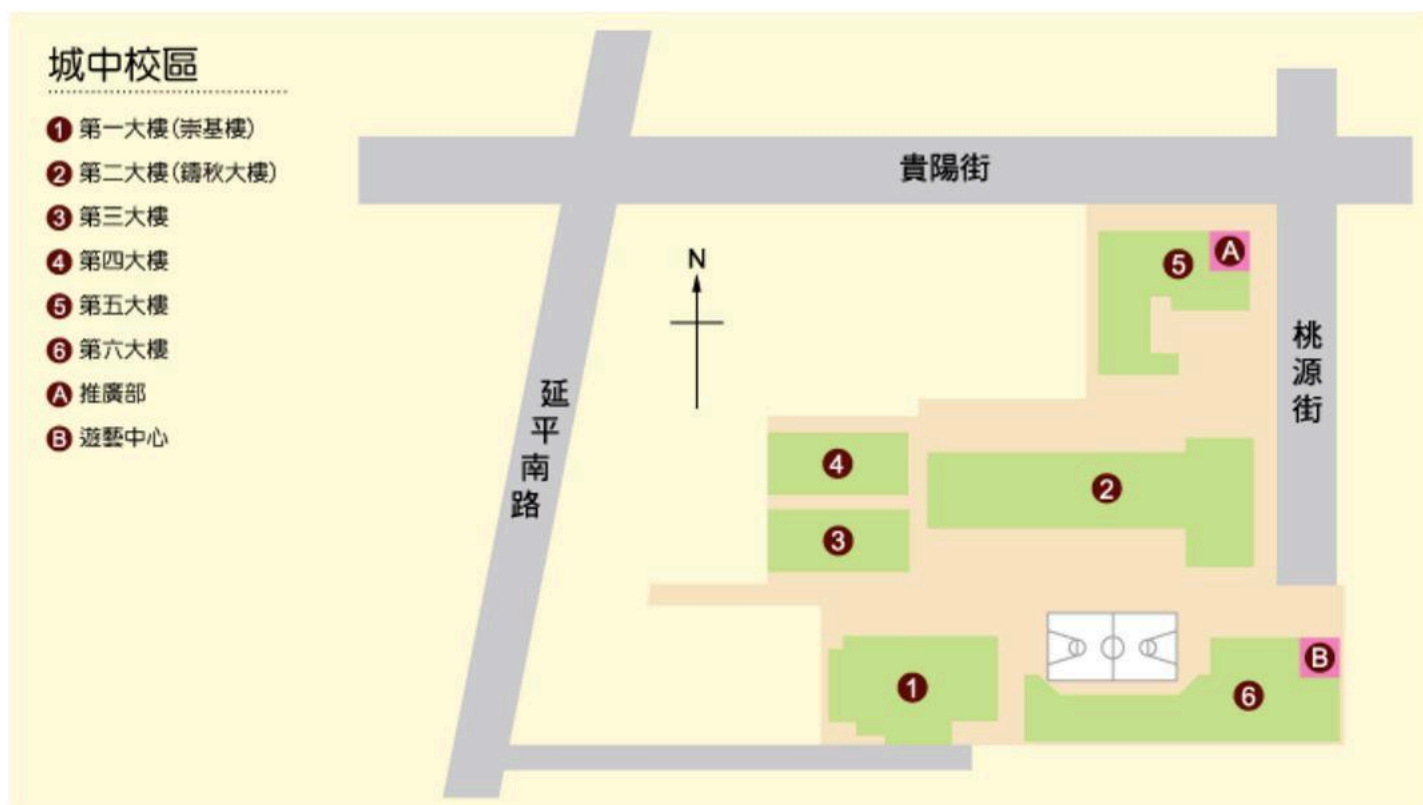 城中校區
1 第一大樓(崇基樓)
2 第二大樓(鑄秋大樓)
3 第三大樓
4 第四大樓
5 第五大樓
6 第六大樓
A 推廣部
B 遊藝中心
貴陽街
N
延平南路
桃源街
5
A
4
2
3
1
6
B